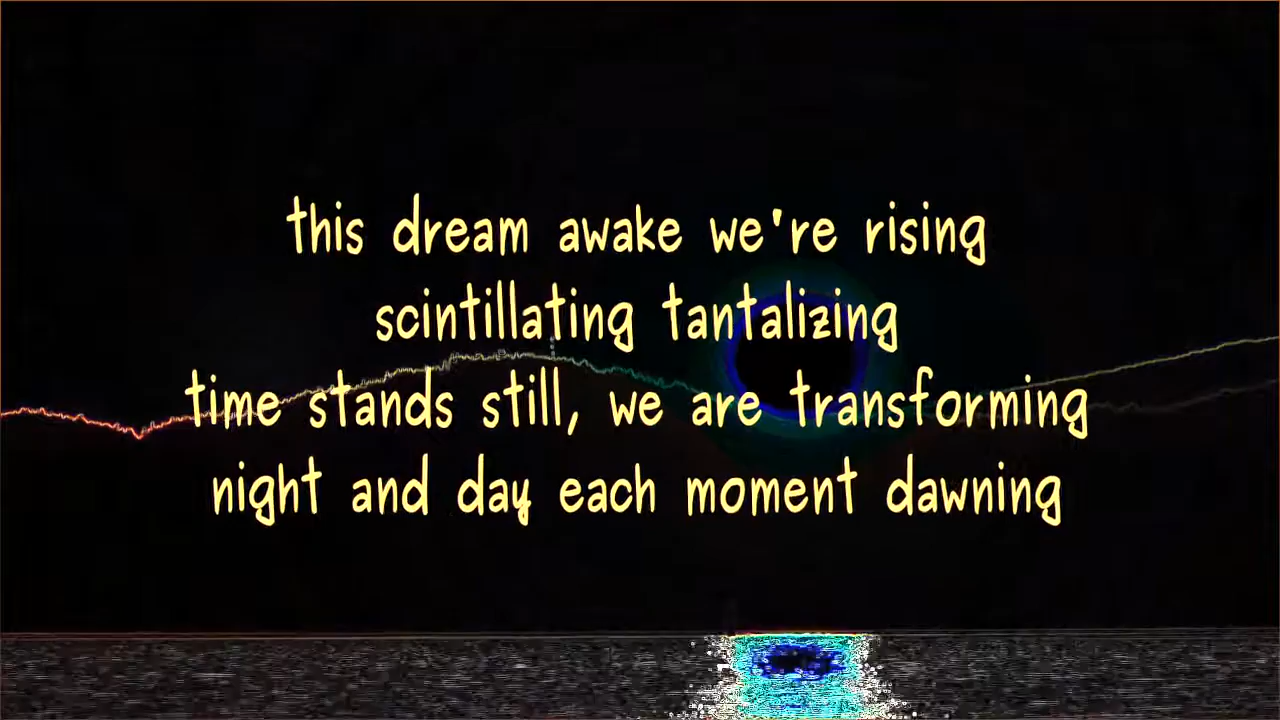 this dream awake we're rising
scintillating tantalizing
time stands still, we are transforming
night and day each moment dawning